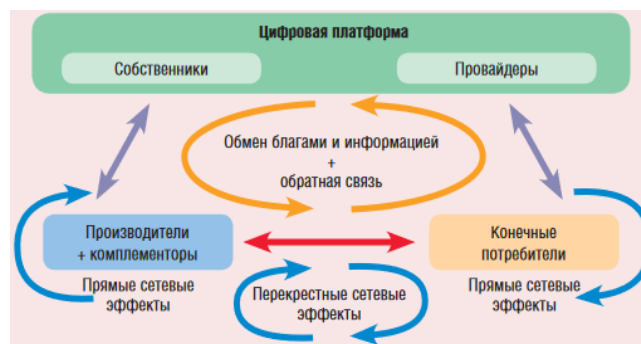 Цифровая платформа
Собственники
Провайдеры
Обмен благами и информацией
+
обратная связь
Производители
+ комплементоры
Конечные
потребители
Прямые сетевые
эффекты
Перекрестные сетевые
эффекты
Прямые сетевые
эффекты